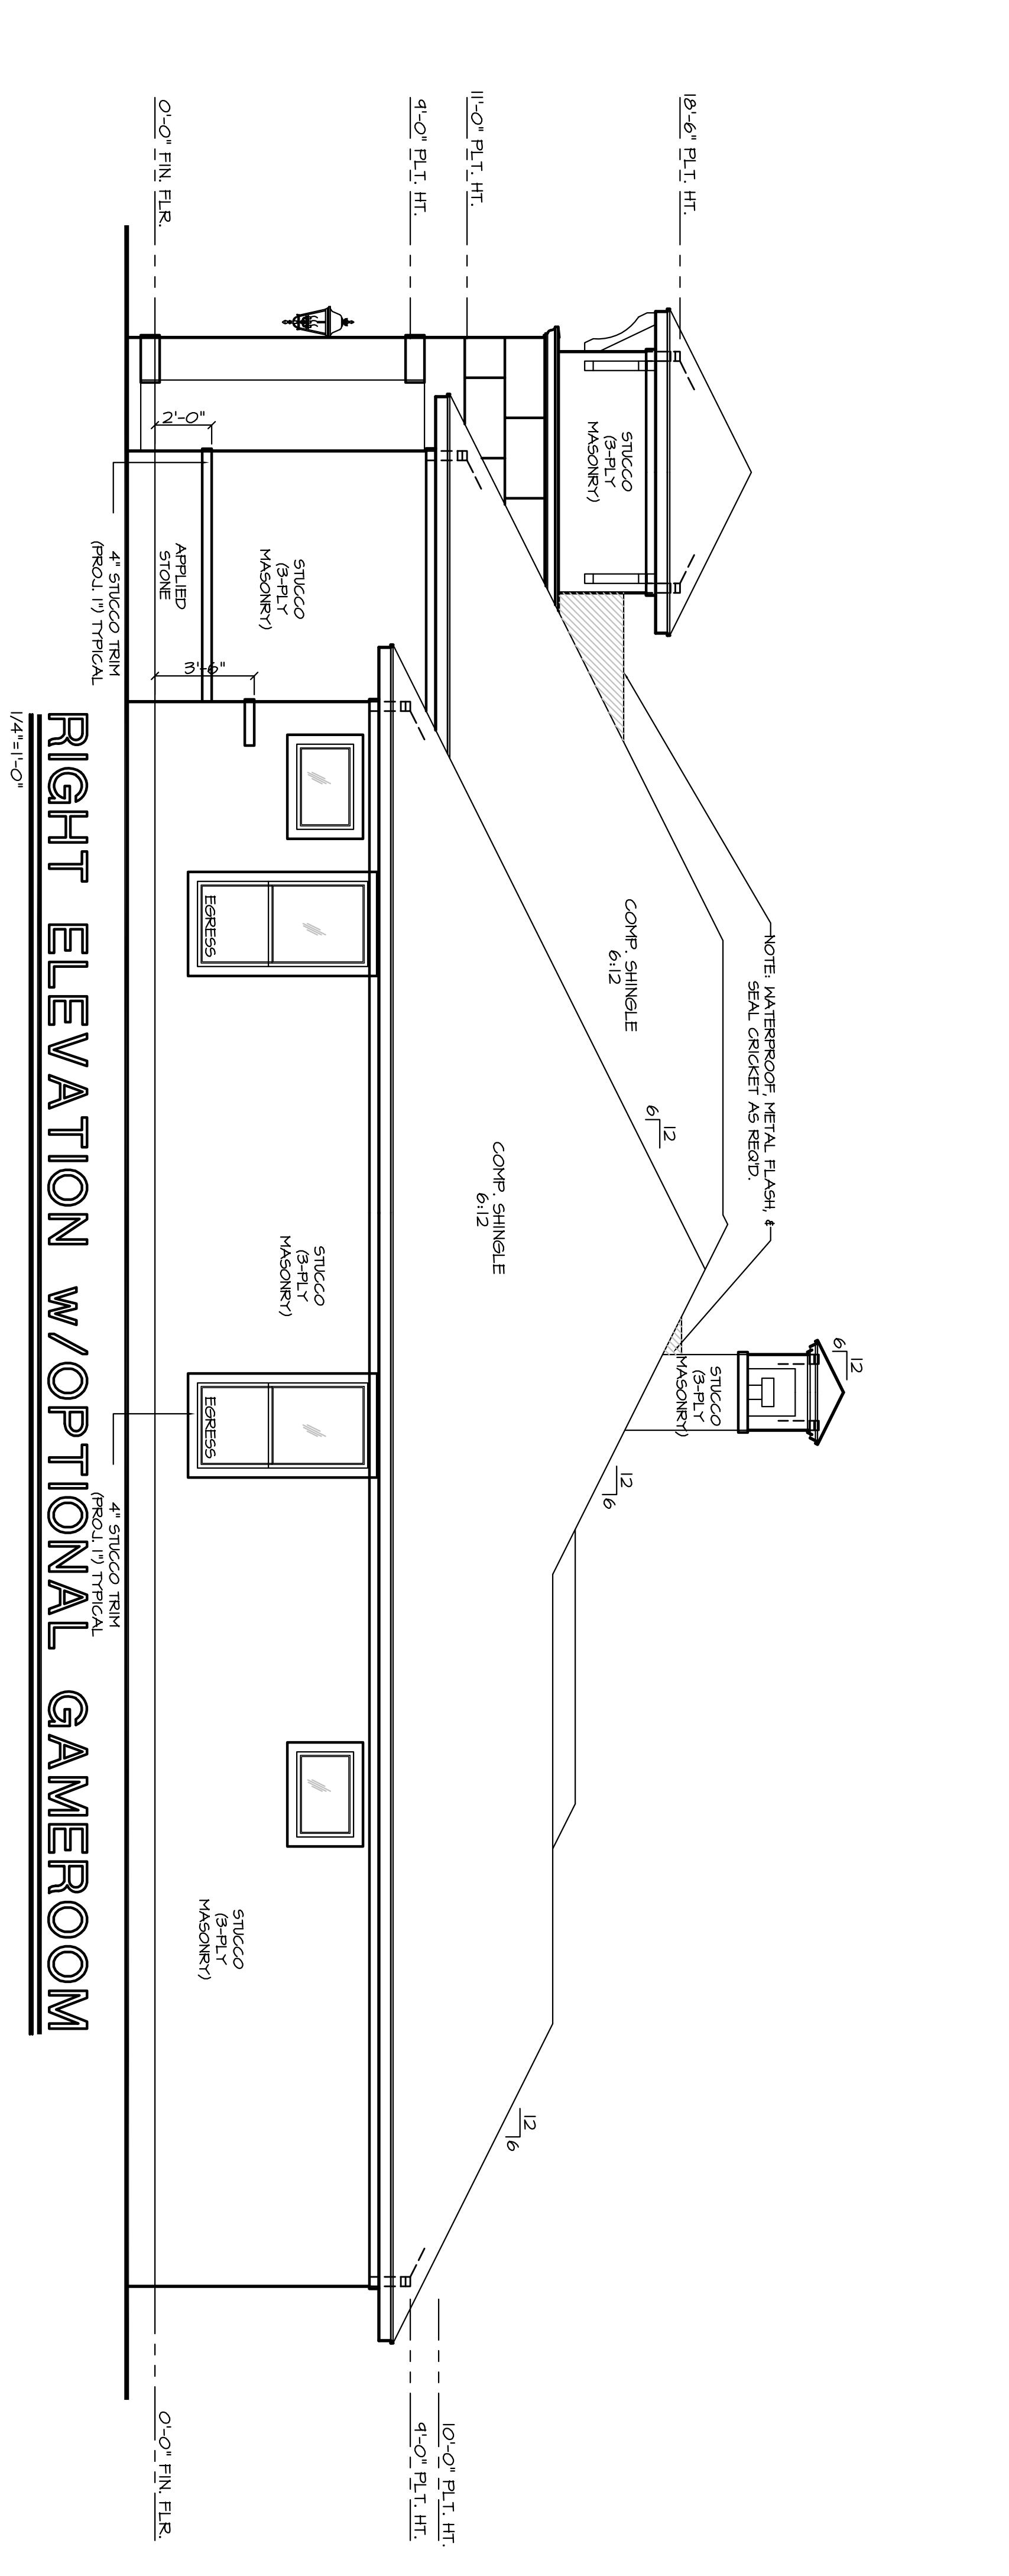 18'-6" PLT. HT.
11'-0" PLT. HT.
9'-0" PLT. HT.
0'-0" FIN. FLR.
STUCCO
(3-PLY
MASONRY)
2'-0"
APPLIED
STONE
STUCCO
(3-PLY
MASONRY)
4" STUCCO TRIM
(PROJ. 1") TYPICAL
3'-6"
EGRESS
COMP. SHINGLE
6:12
NOTE: WATERPROOF, METAL FLASH, &
SEAL CRICKET AS REQ'D.
12
6
COMP. SHINGLE
6:12
STUCCO
(3-PLY
MASONRY)
12
6
STUCCO
(3-PLY
MASONRY)
EGRESS
12
6
4" STUCCO TRIM
(PROJ. 1") TYPICAL
STUCCO
(3-PLY
MASONRY)
12
6
10'-0" PLT. HT.
9'-0" PLT. HT.
0'-0" FIN. FLR.
RIGHT ELEVATION W/OPTIONAL GAMEROOM
1/4"=1'-0"